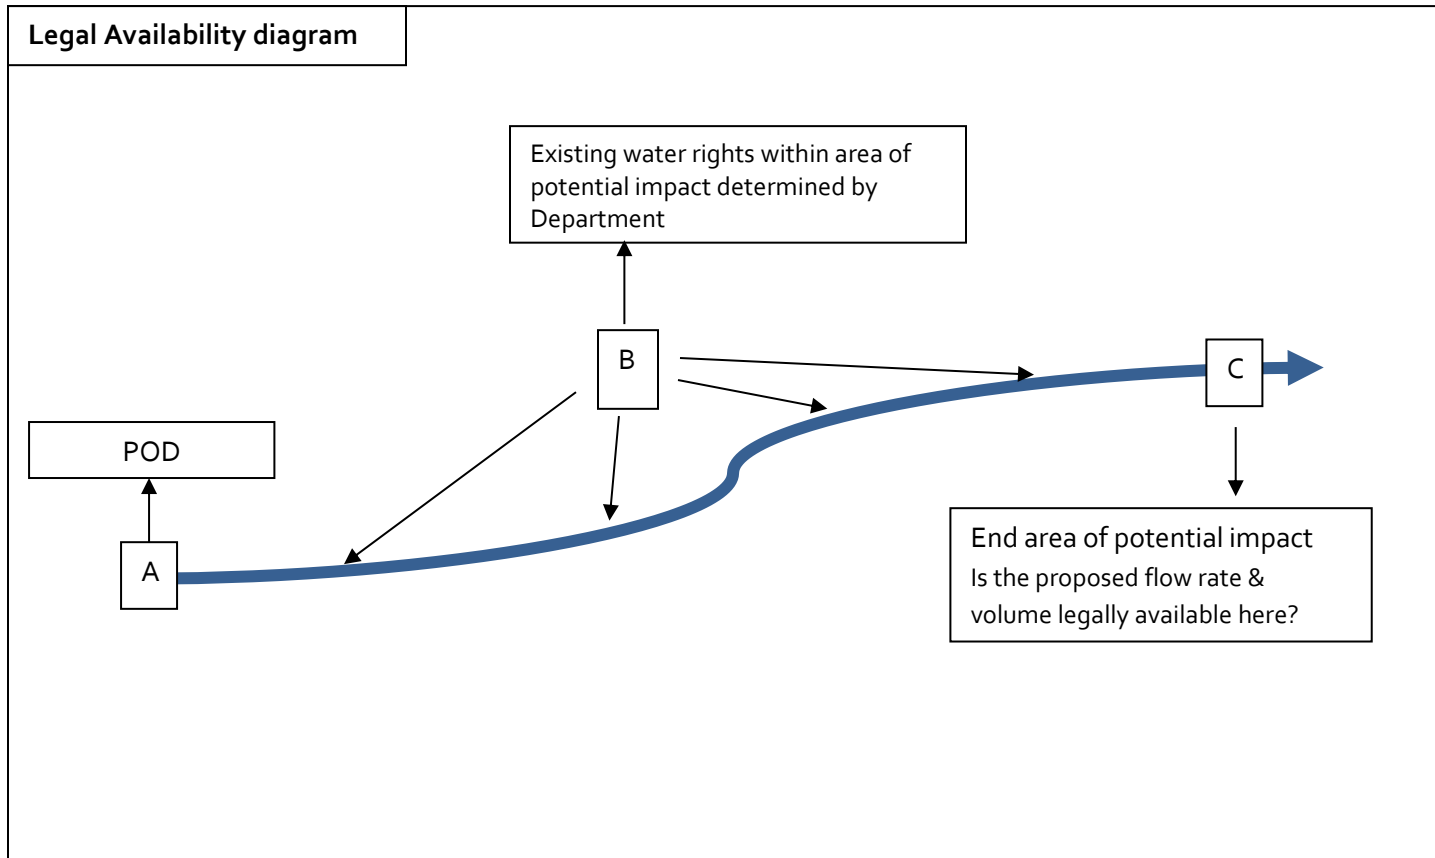 Legal Availability diagram
Existing water rights within area of
potential impact determined by
Department
B
C
POD
A
End area of potential impact
Is the proposed flow rate &
volume legally available here?